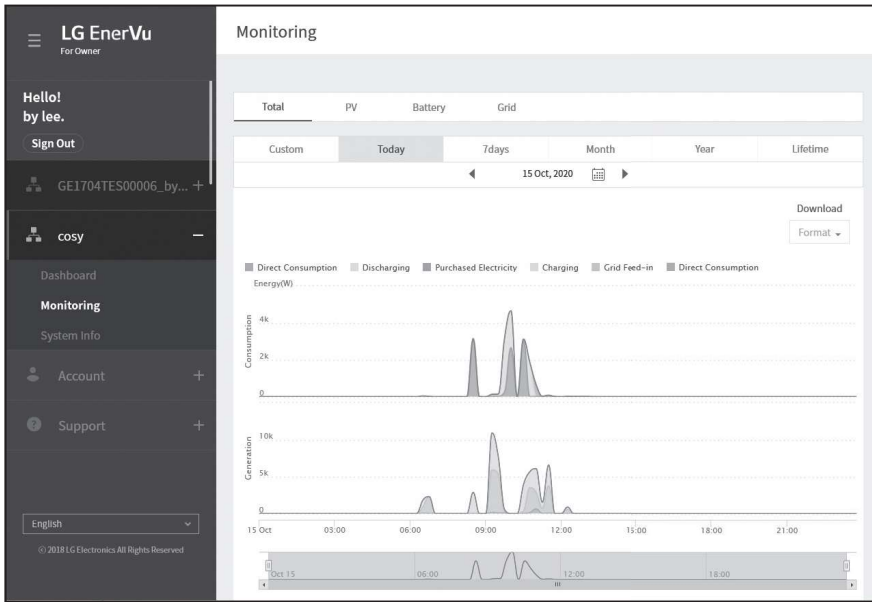 LG EnerVu
For Owner
Hello!
by lee.
Sign Out
GE1704TES00006_by... +
cosy −
Dashboard
Monitoring
System Info
Account +
Support +
English
© 2018 LG Electronics All Rights Reserved
Monitoring
Total PV Battery Grid
Custom Today 7days Month Year Lifetime
15 Oct, 2020
Download
Format
Direct Consumption Discharging Purchased Electricity Charging Grid Feed-in Direct Consumption
Energy(W)
Consumption
4k
2k
0
Generation
10k
5k
0
15 Oct 03:00 06:00 09:00 12:00 15:00 18:00 21:00
Oct 15 06:00 12:00 18:00